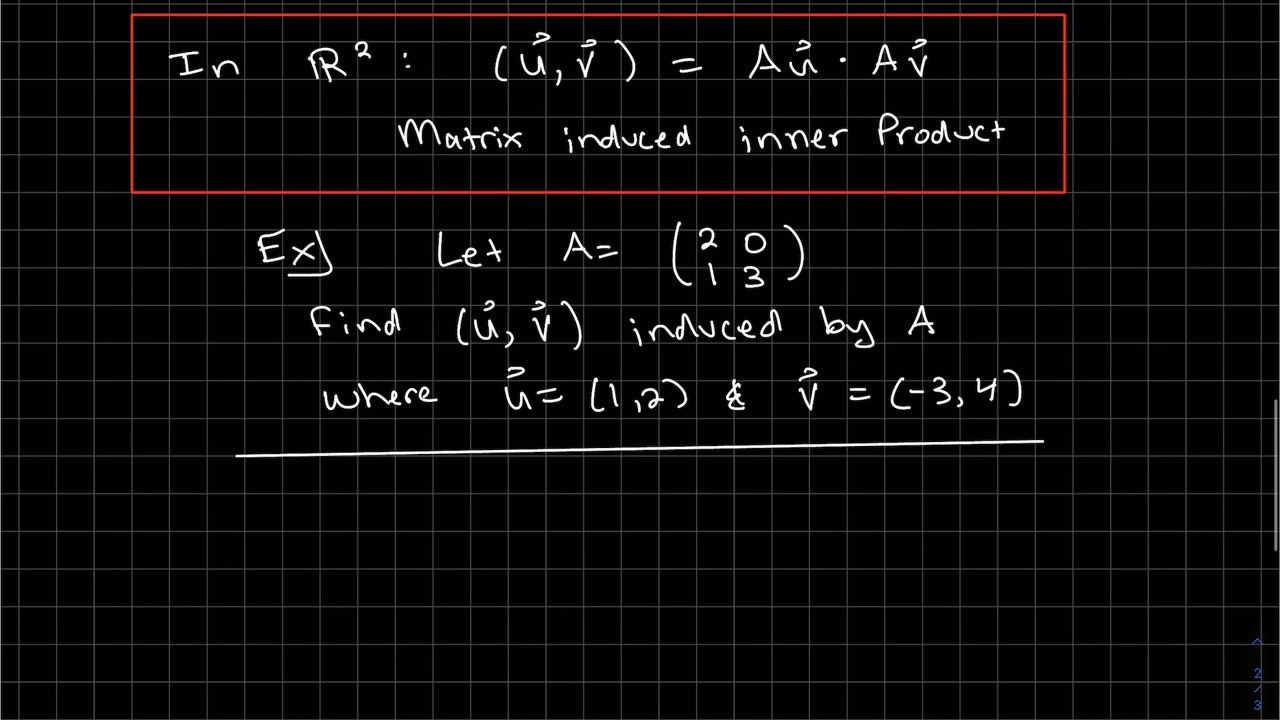 In ℝ² : (u⃗, v⃗) = Au⃗ · Av⃗
Matrix induced inner Product
Ex) Let A= (2 0
1 3)
find (u⃗, v⃗) induced by A
where u⃗ = (1,2) & v⃗ = (-3,4)
2
/
3